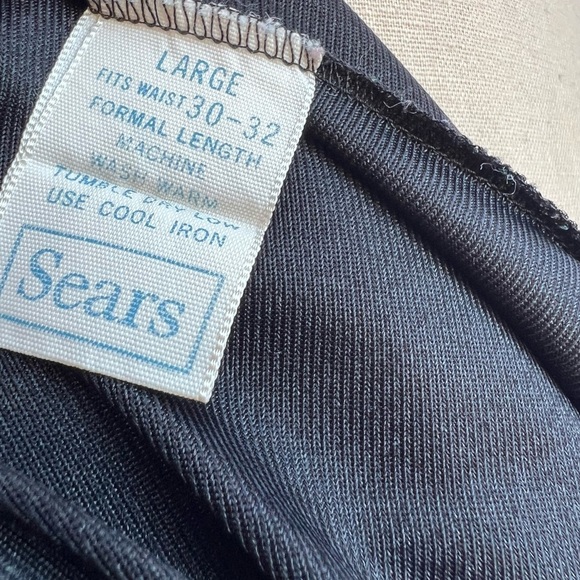 LARGE
FITS WAIST 30-32
FORMAL LENGTH
MACHINE
WASH WARM
TUMBLE DRY LOW
USE COOL IRON
Sears